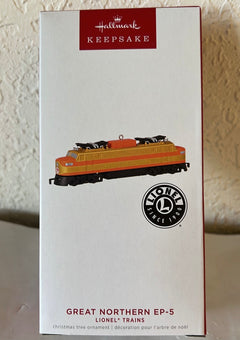 Hallmark
KEEPSAKE
LIONEL
SINCE 1900
GREAT NORTHERN EP-5
LIONEL® TRAINS
christmas tree ornament | décoration pour l'arbre de noël